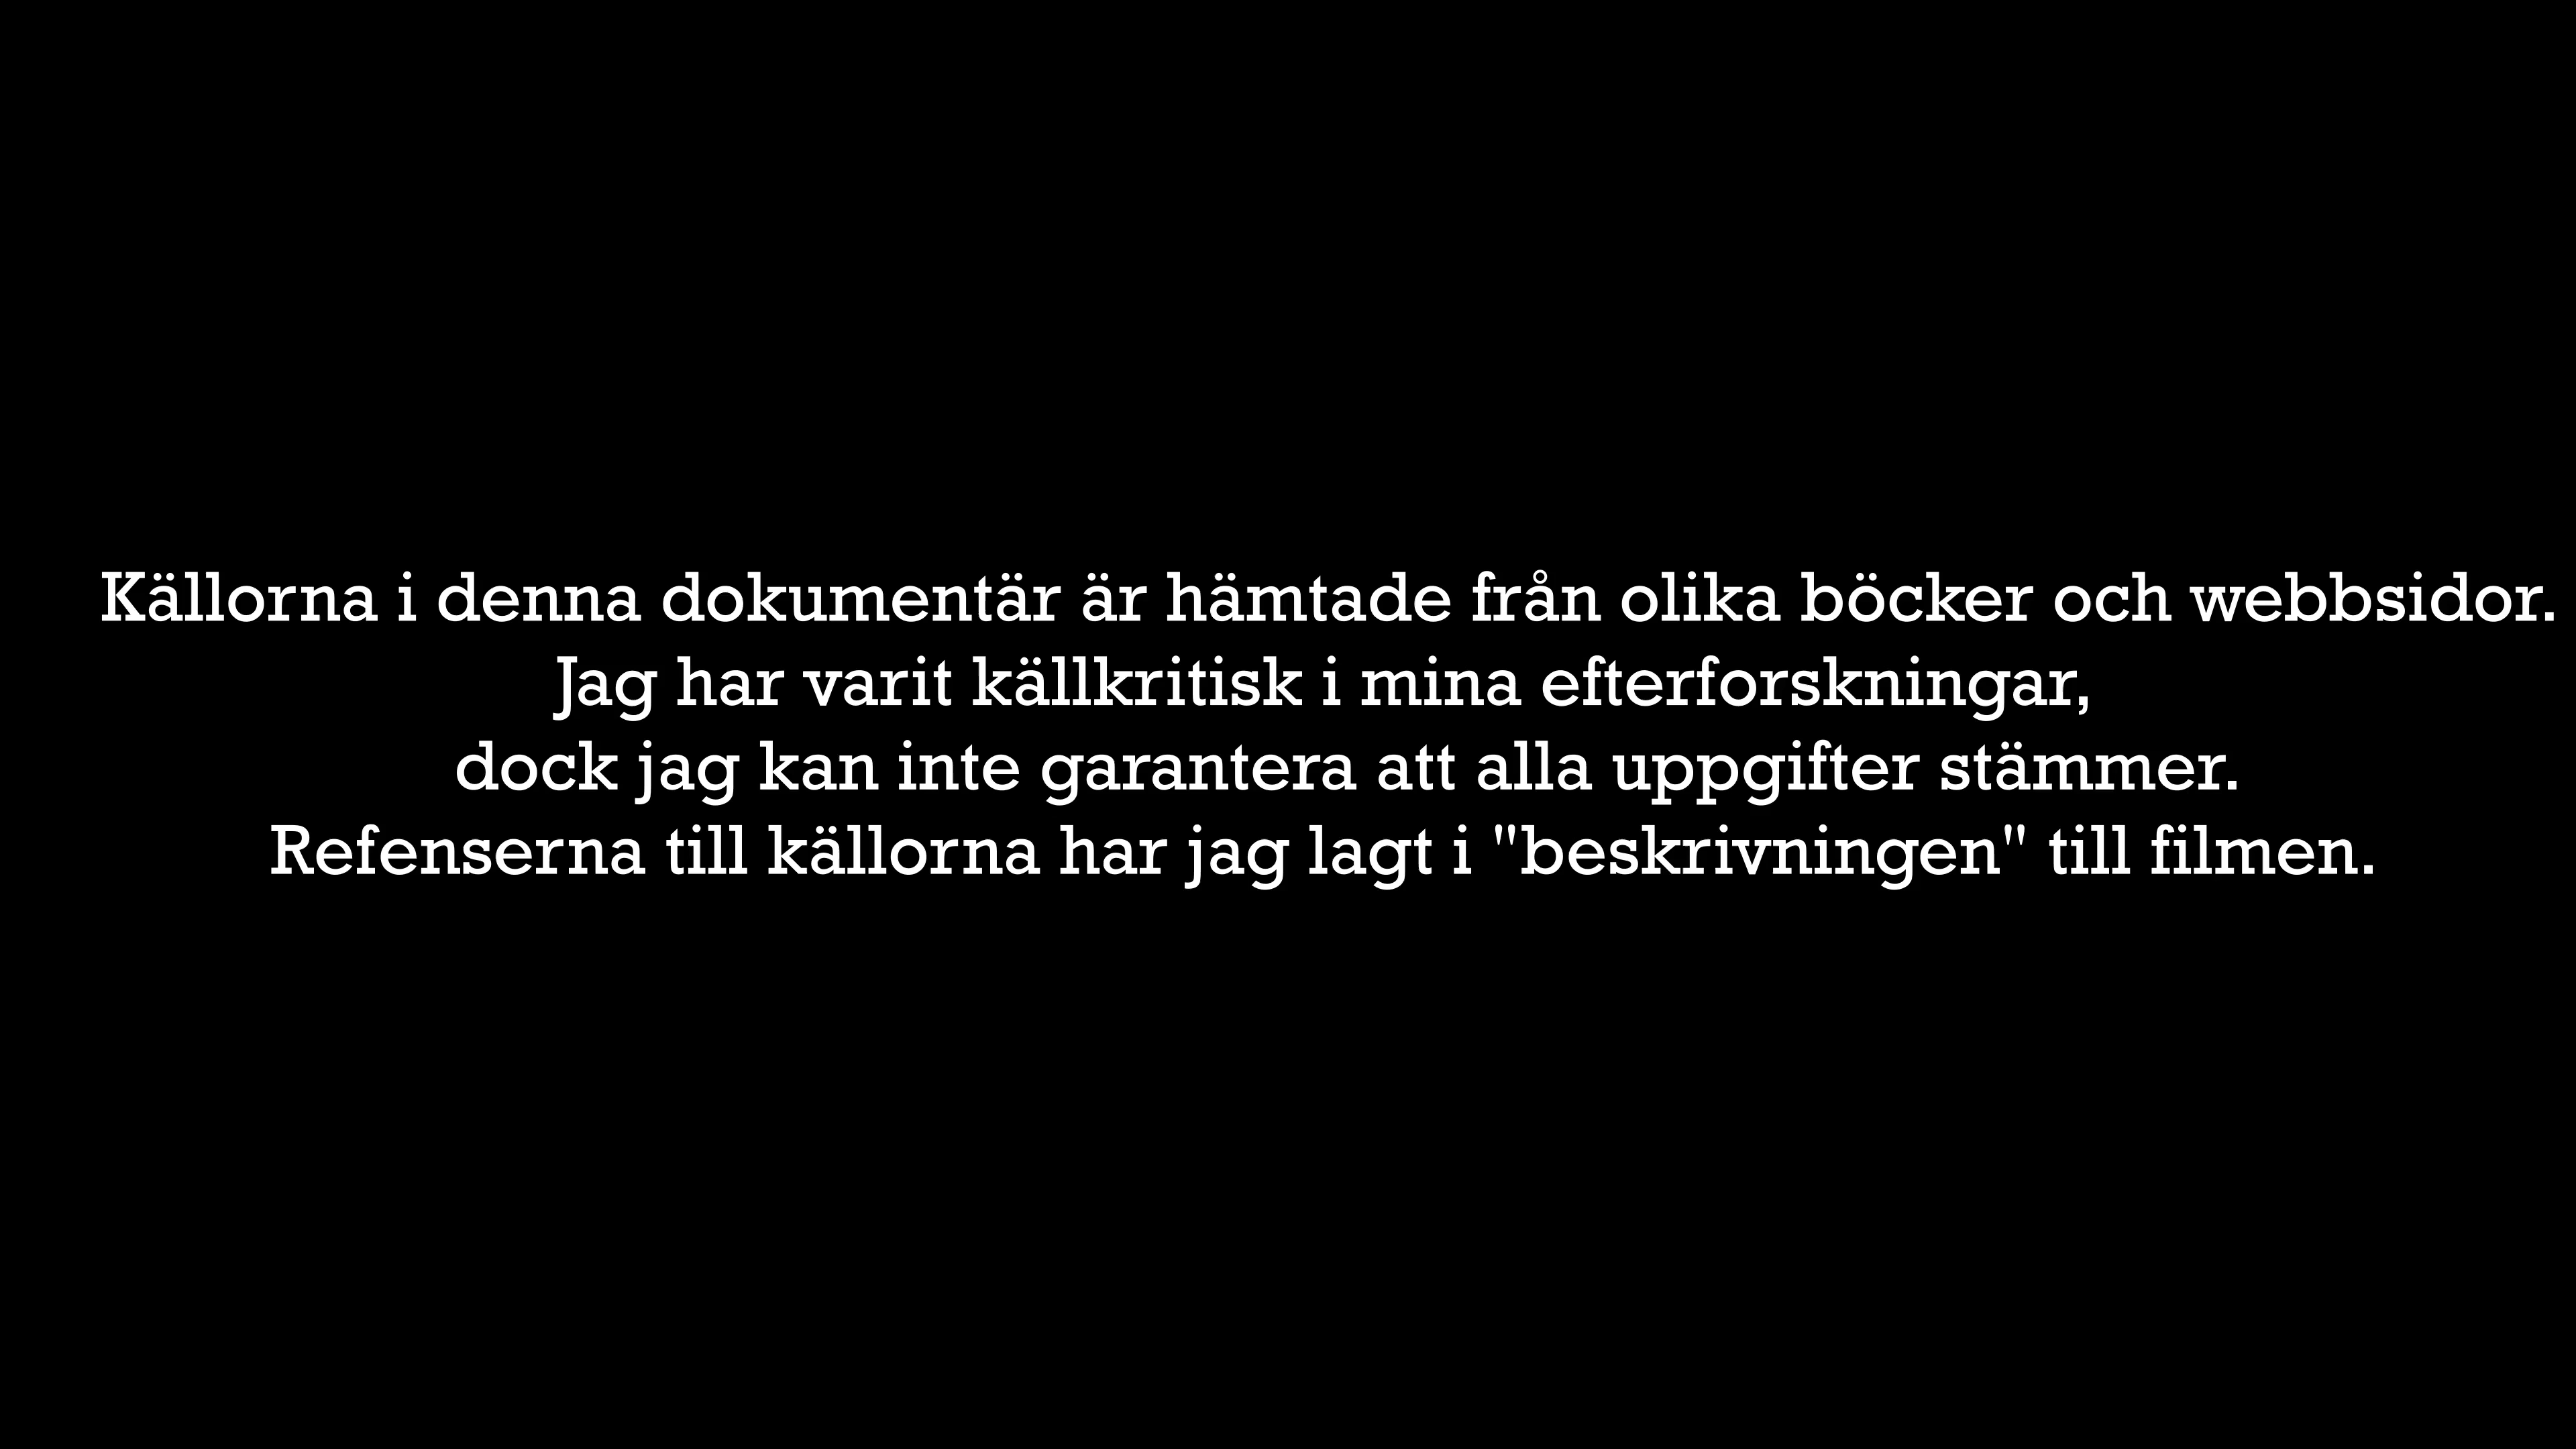 Källorna i denna dokumentär är hämtade från olika böcker och webbsidor.
Jag har varit källkritisk i mina efterforskningar,
dock jag kan inte garantera att alla uppgifter stämmer.
Refenserna till källorna har jag lagt i "beskrivningen" till filmen.